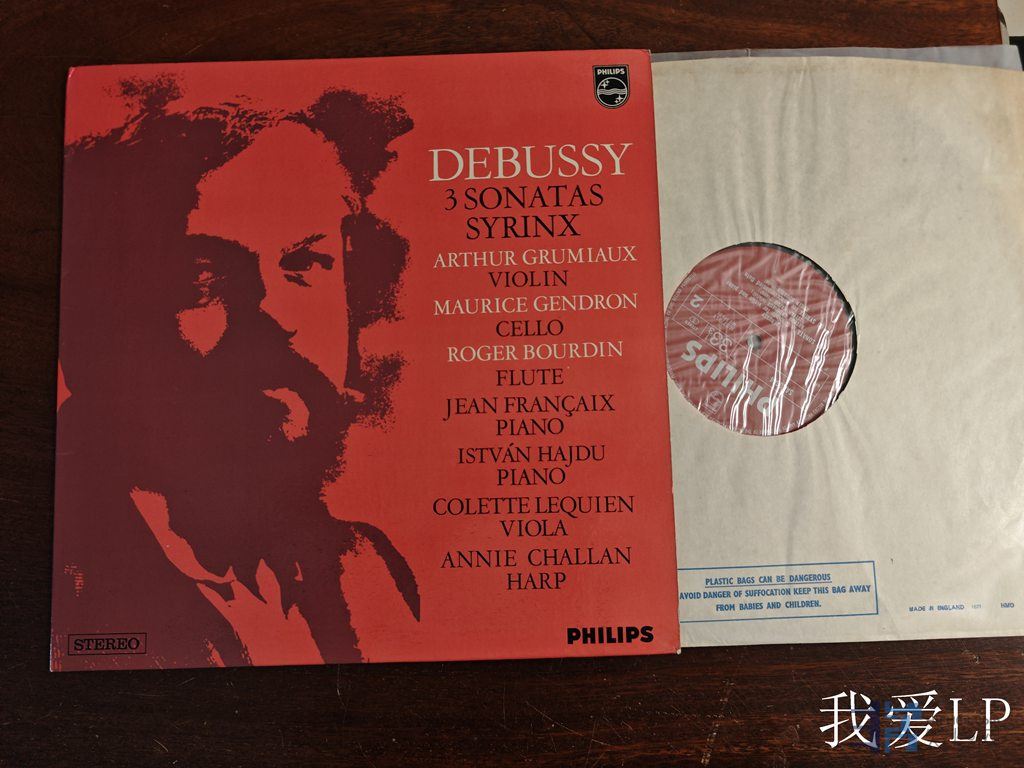 PHILIPS
DEBUSSY
3 SONATAS
SYRINX
ARTHUR GRUMIAUX
VIOLIN
MAURICE GENDRON
CELLO
ROGER BOURDIN
FLUTE
JEAN FRANÇAIX
PIANO
ISTVÁN HAJDU
PIANO
COLETTE LEQUIEN
VIOLA
ANNIE CHALLAN
HARP
STEREO
PHILIPS
PHILIPS
2
PLASTIC BAGS CAN BE DANGEROUS
AVOID DANGER OF SUFFOCATION KEEP THIS BAG AWAY
FROM BABIES AND CHILDREN.
MADE IN ENGLAND
我爱LP